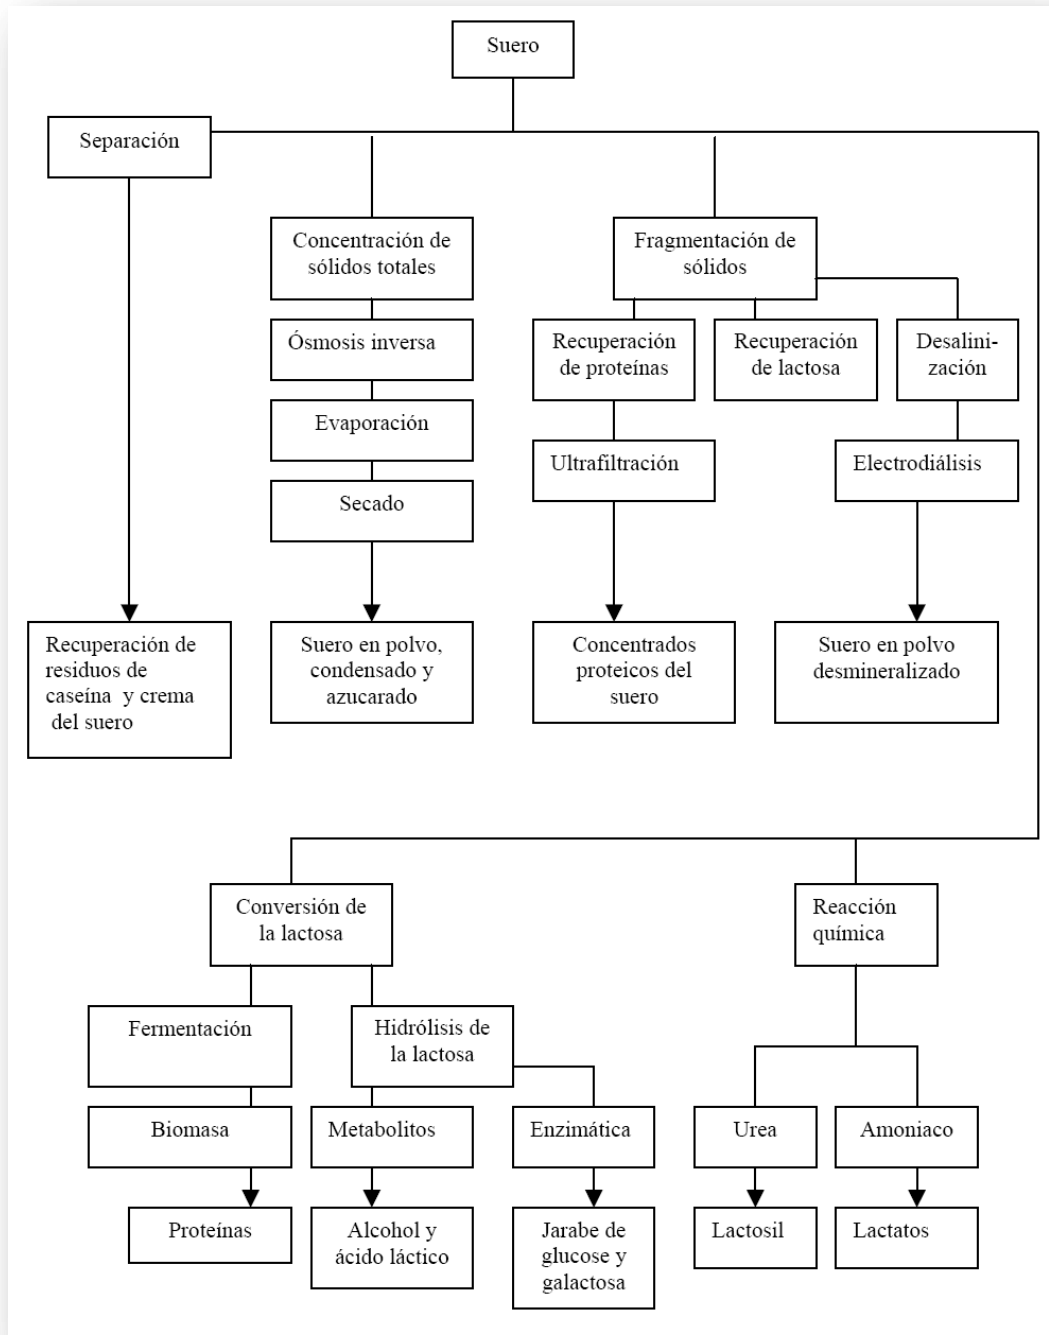 Suero
Separación
Concentración de
sólidos totales
Fragmentación de
sólidos
Ósmosis inversa
Recuperación
de proteínas
Recuperación
de lactosa
Desalini-
zación
Evaporación
Ultrafiltración
Electrodiálisis
Secado
Recuperación de
residuos de
caseína y crema
del suero
Suero en polvo,
condensado y
azucarado
Concentrados
proteicos del
suero
Suero en polvo
desmineralizado
Conversión de
la lactosa
Reacción
química
Fermentación
Hidrólisis de
la lactosa
Biomasa
Metabolitos
Enzimática
Urea
Amoniaco
Proteínas
Alcohol y
ácido láctico
Jarabe de
glucose y
galactosa
Lactosil
Lactatos